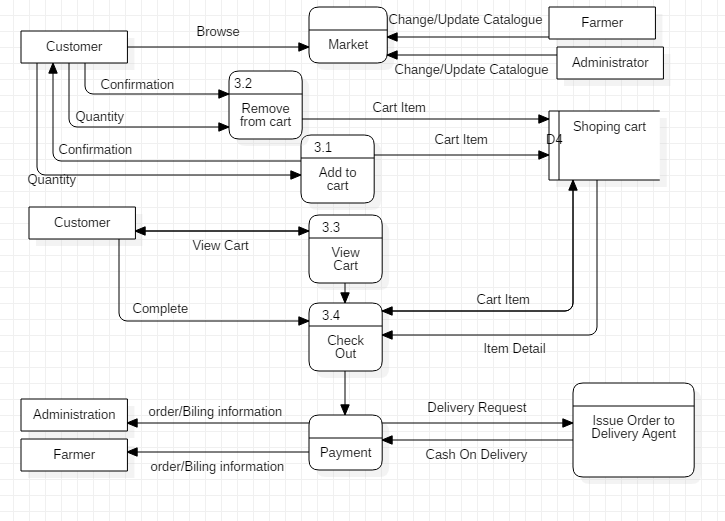 Change/Update Catalogue
Farmer
Browse
Customer
Market
Change/Update Catalogue
Administrator
Confirmation
3.2
Remove
from cart
Cart Item
Quantity
Shoping cart
D4
Confirmation
3.1
Add to
cart
Cart Item
Quantity
Customer
View Cart
3.3
View
Cart
Complete
3.4
Check
Out
Cart Item
Item Detail
Administration
order/Biling information
Delivery Request
Issue Order to
Delivery Agent
Farmer
order/Biling information
Payment
Cash On Delivery